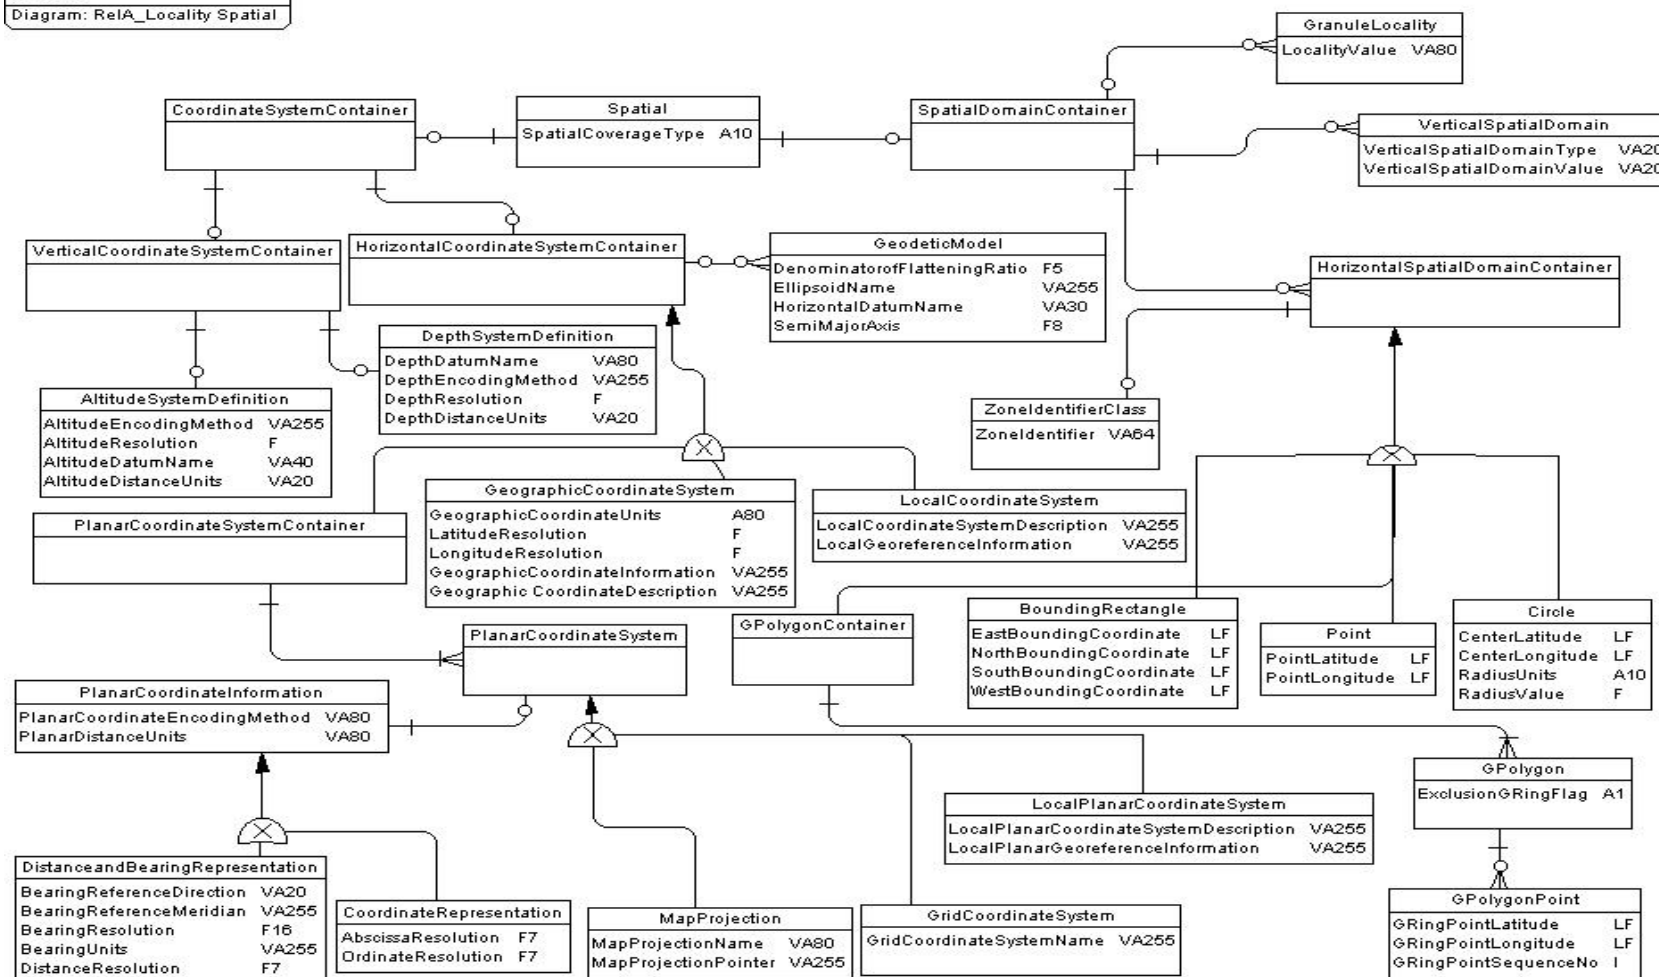 Diagram: RelA_Locality Spatial
GranuleLocality
LocalityValue VA80
CoordinateSystemContainer
Spatial
SpatialCoverageType A10
SpatialDomainContainer
VerticalSpatialDomain
VerticalSpatialDomainType VA20
VerticalSpatialDomainValue VA20
VerticalCoordinateSystemContainer
HorizontalCoordinateSystemContainer
GeodeticModel
DenominatorofFlatteningRatio F5
EllipsoidName VA255
HorizontalDatumName VA30
SemiMajorAxis F8
HorizontalSpatialDomainContainer
DepthSystemDefinition
DepthDatumName VA80
DepthEncodingMethod VA255
DepthResolution F
DepthDistanceUnits VA20
AltitudeSystemDefinition
AltitudeEncodingMethod VA255
AltitudeResolution F
AltitudeDatumName VA40
AltitudeDistanceUnits VA20
ZoneIdentifierClass
ZoneIdentifier VA64
PlanarCoordinateSystemContainer
GeographicCoordinateSystem
GeographicCoordinateUnits A80
LatitudeResolution F
LongitudeResolution F
GeographicCoordinateInformation VA255
Geographic CoordinateDescription VA255
LocalCoordinateSystem
LocalCoordinateSystemDescription VA255
LocalGeoreferenceInformation VA255
PlanarCoordinateSystem
GPolygonContainer
BoundingRectangle
EastBoundingCoordinate LF
NorthBoundingCoordinate LF
SouthBoundingCoordinate LF
WestBoundingCoordinate LF
Point
PointLatitude LF
PointLongitude LF
Circle
CenterLatitude LF
CenterLongitude LF
RadiusUnits A10
RadiusValue F
PlanarCoordinateInformation
PlanarCoordinateEncodingMethod VA80
PlanarDistanceUnits VA80
GPolygon
ExclusionGRingFlag A1
LocalPlanarCoordinateSystem
LocalPlanarCoordinateSystemDescription VA255
LocalPlanarGeoreferenceInformation VA255
DistanceandBearingRepresentation
BearingReferenceDirection VA20
BearingReferenceMeridian VA255
BearingResolution F16
BearingUnits VA255
DistanceResolution F7
CoordinateRepresentation
AbscissaResolution F7
OrdinateResolution F7
MapProjection
MapProjectionName VA80
MapProjectionPointer VA255
GridCoordinateSystem
GridCoordinateSystemName VA255
GPolygonPoint
GRingPointLatitude LF
GRingPointLongitude LF
GRingPointSequenceNo I